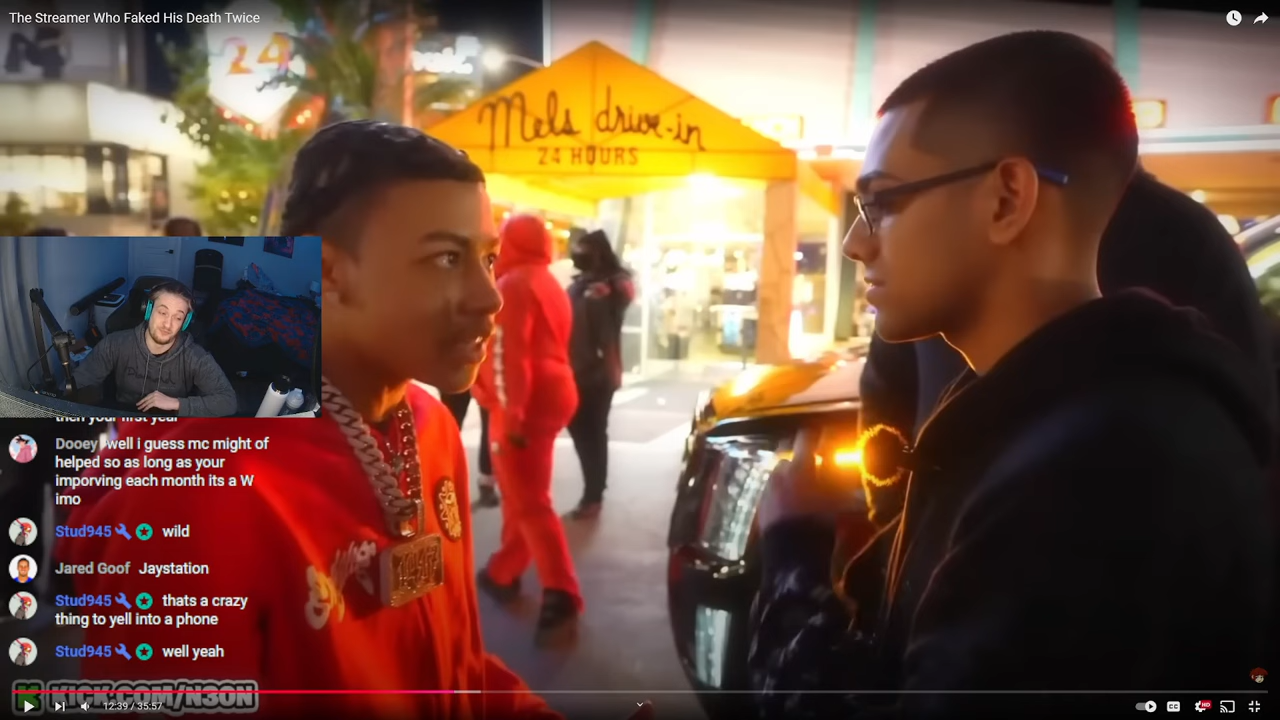 The Streamer Who Faked His Death Twice
24
Mels drive-in
24 HOURS
then your first year
Dooey well i guess mc might of
helped so as long as your
imporving each month its a W
imo
Stud945 wild
Jared Goof Jaystation
Stud945 thats a crazy
thing to yell into a phone
Stud945 well yeah
K KICK.COM/N3ON
12:39 / 35:57
CC
HD